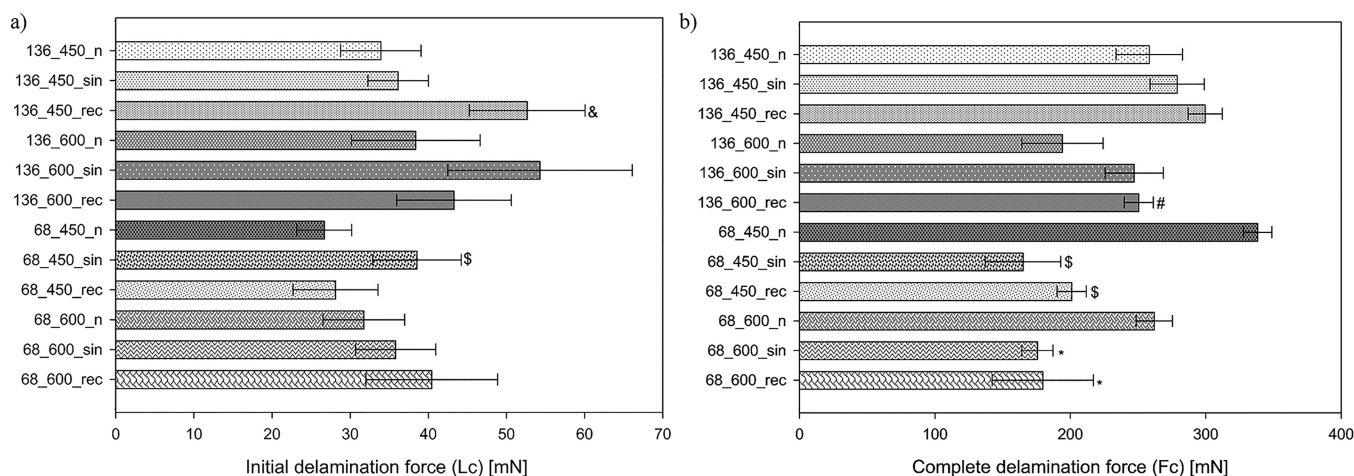 a)
136_450_n
136_450_sin
136_450_rec
&
136_600_n
136_600_sin
136_600_rec
68_450_n
68_450_sin
$
68_450_rec
68_600_n
68_600_sin
68_600_rec
0 10 20 30 40 50 60 70
Initial delamination force (Lc) [mN]
b)
136_450_n
136_450_sin
136_450_rec
136_600_n
136_600_sin
136_600_rec
#
68_450_n
68_450_sin
$
68_450_rec
$
68_600_n
68_600_sin
*
68_600_rec
*
0 100 200 300 400
Complete delamination force (Fc) [mN]